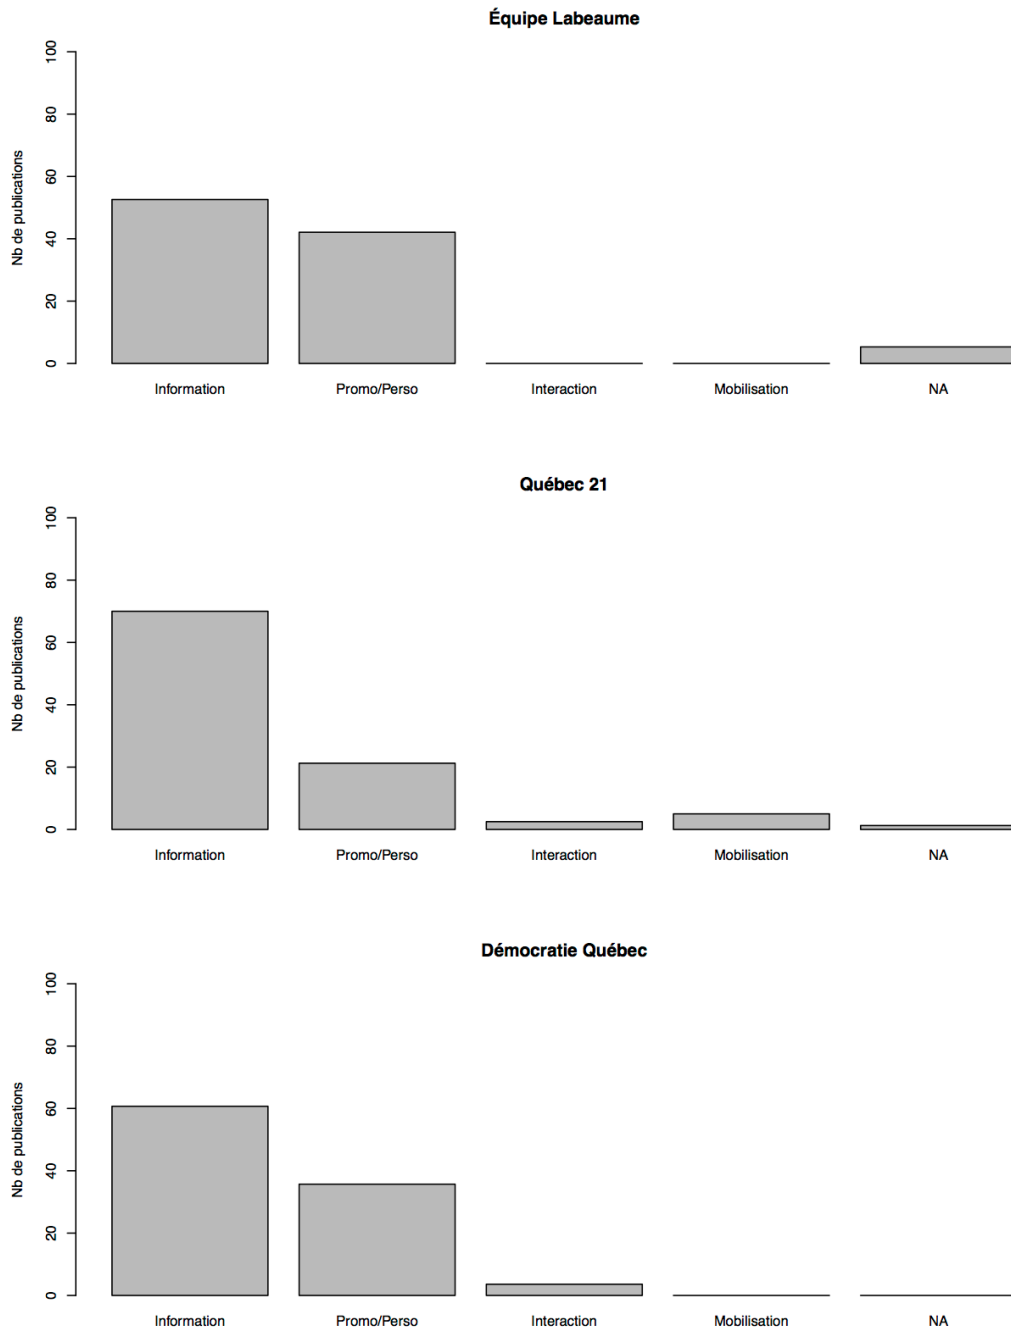 Équipe Labeaume
Nb de publications
100
80
60
40
20
0
Information Promo/Perso Interaction Mobilisation NA
Québec 21
Nb de publications
100
80
60
40
20
0
Information Promo/Perso Interaction Mobilisation NA
Démocratie Québec
Nb de publications
100
80
60
40
20
0
Information Promo/Perso Interaction Mobilisation NA